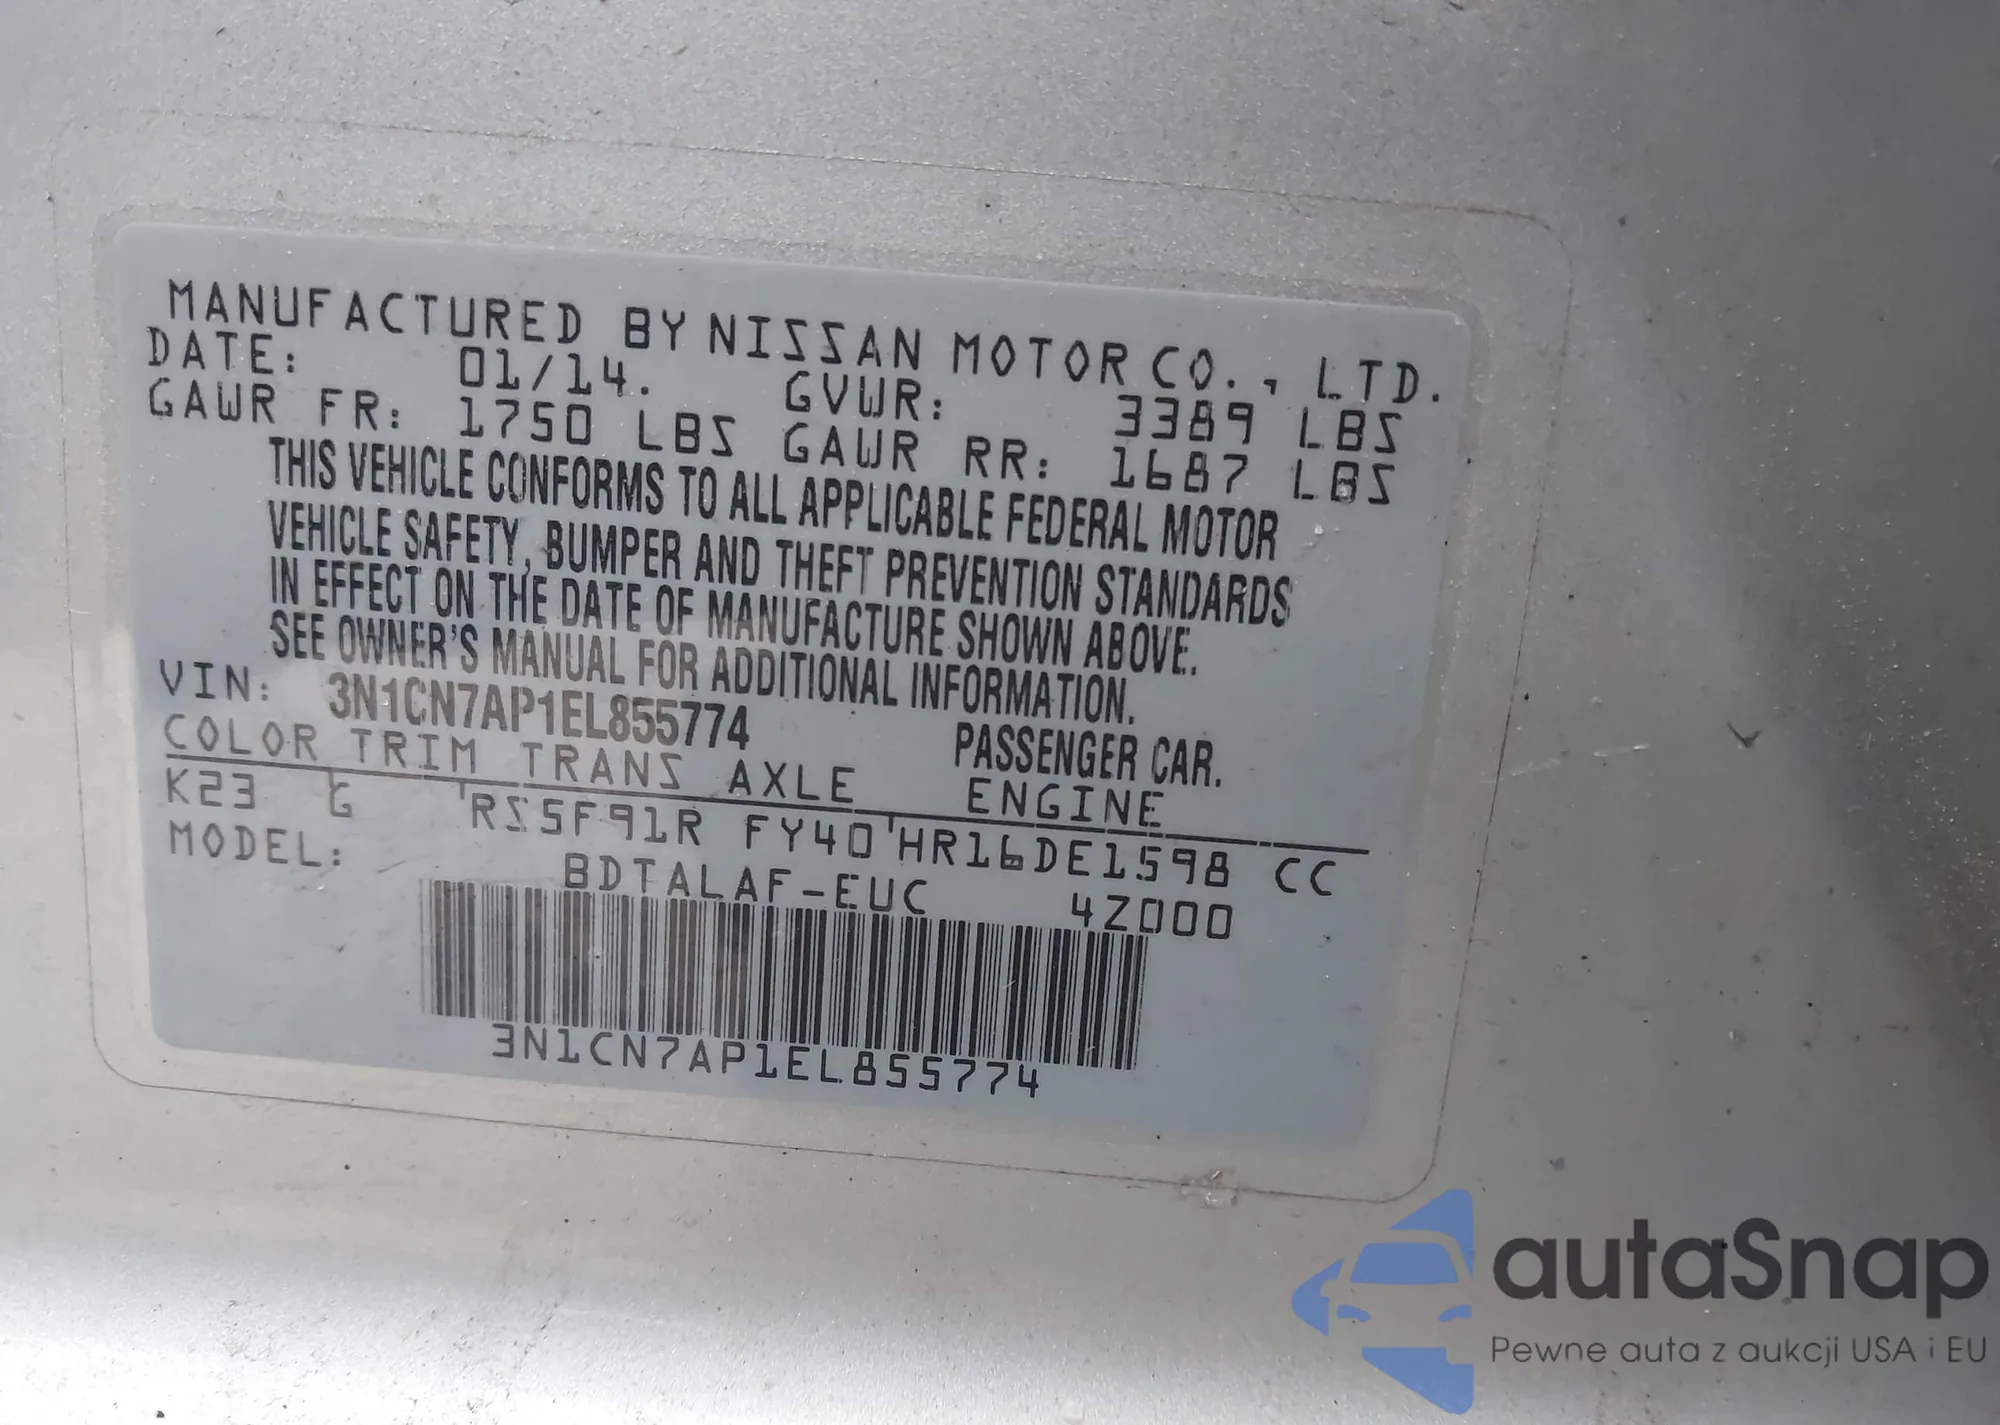 MANUFACTURED BY NISSAN MOTOR CO., LTD.
DATE: 01/14. GVWR: 3389 LBS
GAWR FR: 1750 LBS GAWR RR: 1687 LBS
THIS VEHICLE CONFORMS TO ALL APPLICABLE FEDERAL MOTOR
VEHICLE SAFETY, BUMPER AND THEFT PREVENTION STANDARDS
IN EFFECT ON THE DATE OF MANUFACTURE SHOWN ABOVE.
SEE OWNER'S MANUAL FOR ADDITIONAL INFORMATION.
VIN: 3N1CN7AP1EL855774 PASSENGER CAR.
COLOR TRIM TRANS AXLE ENGINE
K23 G RS5F91R FY40 HR16DE1598 CC
MODEL: BDTALAF-EUC 4Z000
3N1CN7AP1EL855774
autaSnap
Pewne auta z aukcji USA i EU